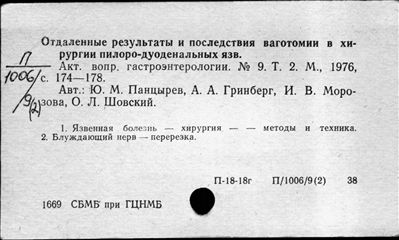 Отдаленные результаты и последствия ваготомии в хи-
рургии пилоро-дуоденальных язв.
П
1006/
9(2)
Акт. вопр. гастроэнтерологии. № 9. Т. 2. М., 1976,
с. 174—178.
Авт.: Ю. М. Панцырев, А. А. Гринберг, И. В. Моро-
зова, О. Л. Шовский.
1. Язвенная болезнь — хирургия — — методы и техника.
2. Блуждающий нерв — перерезка.
П-18-18г П/1006/9(2) 38
1669 СБМБ при ГЦНМБ